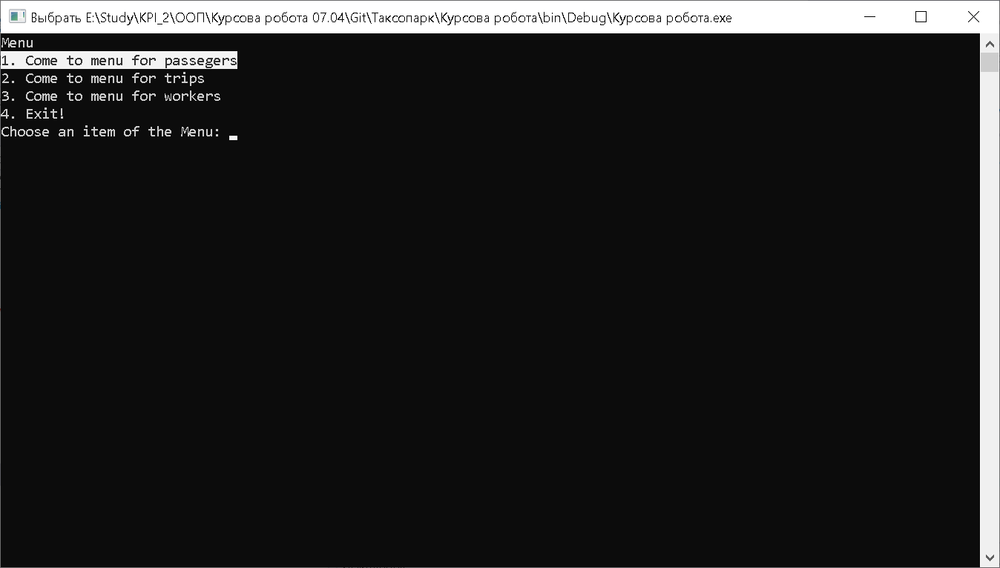 Выбрать E:\Study\KPI_2\ООП\Курсова робота 07.04\Git\Таксопарк\Курсова робота\bin\Debug\Курсова робота.exe
Menu
1. Come to menu for passegers
2. Come to menu for trips
3. Come to menu for workers
4. Exit!
Choose an item of the Menu: